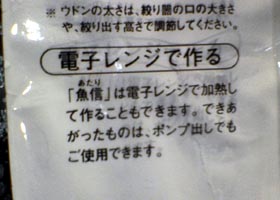 ※ ウドンの太さは、絞り器の口の大きさ
や、絞り出す高さで調節してください。
電子レンジで作る
あたり
「魚信」は電子レンジで加熱し
て作ることもできます。できあ
がったものは、ポンプ出しでも
ご使用できます。